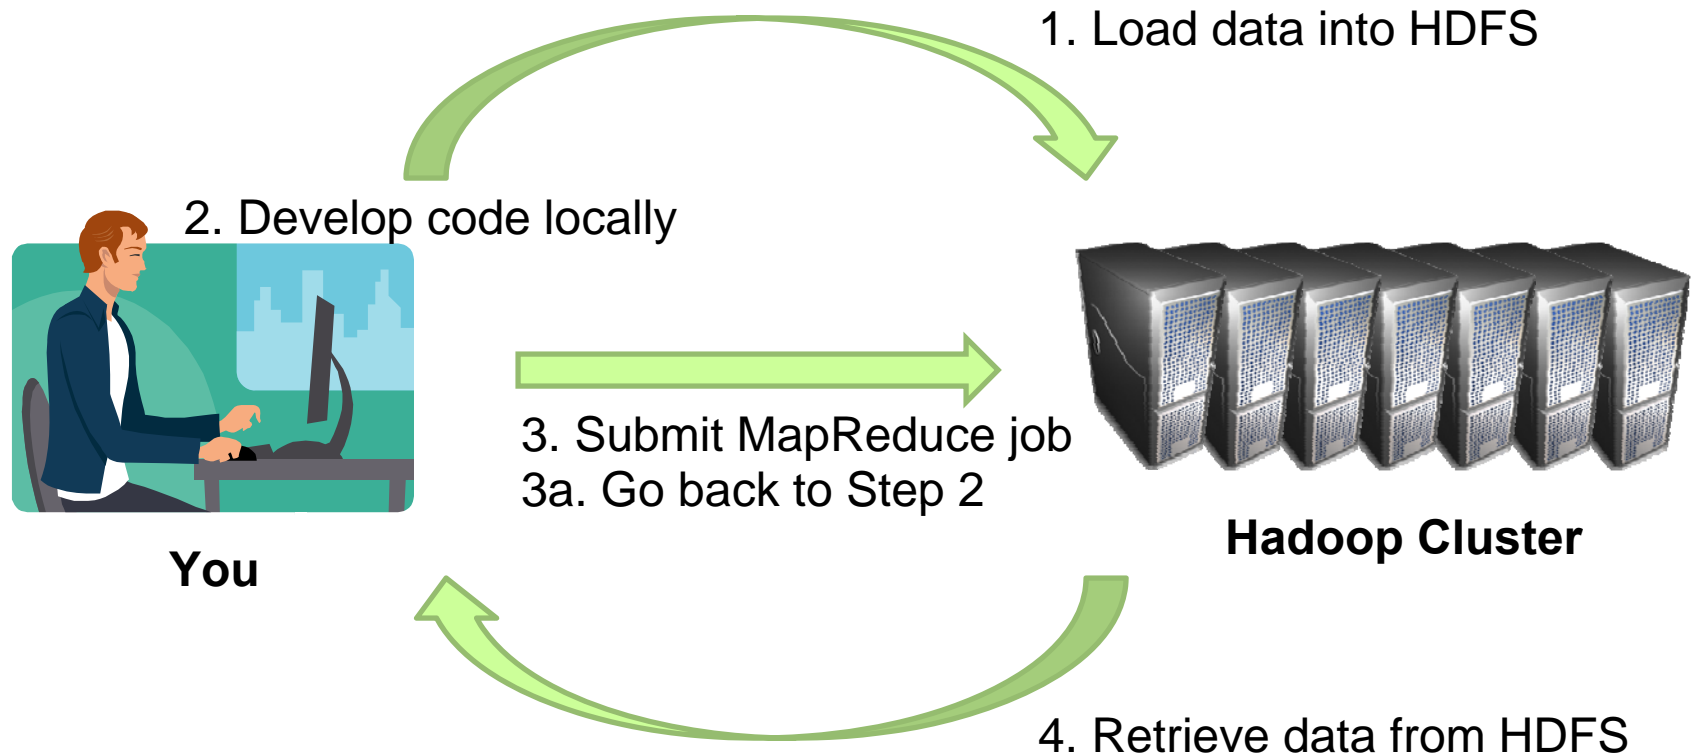 1. Load data into HDFS
2. Develop code locally
3. Submit MapReduce job
3a. Go back to Step 2
Hadoop Cluster
You
4. Retrieve data from HDFS